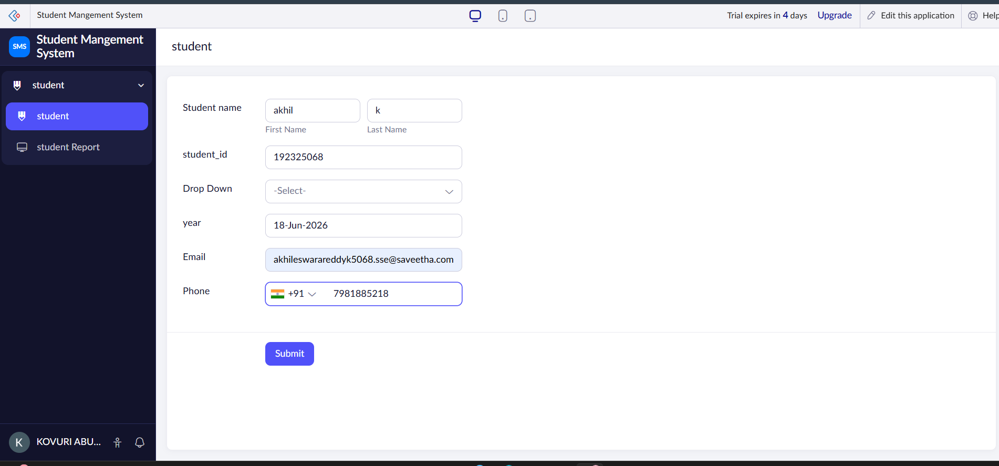 Student Mangement System
Trial expires in 4 days Upgrade Edit this application Help
SMS Student Mangement
System
student
student
student
student Report
Student name akhil k
First Name Last Name
student_id 192325068
Drop Down -Select-
year 18-Jun-2026
Email akhileswarareddyk5068.sse@saveetha.com
Phone +91 7981885218
Submit
K KOVURI ABU...